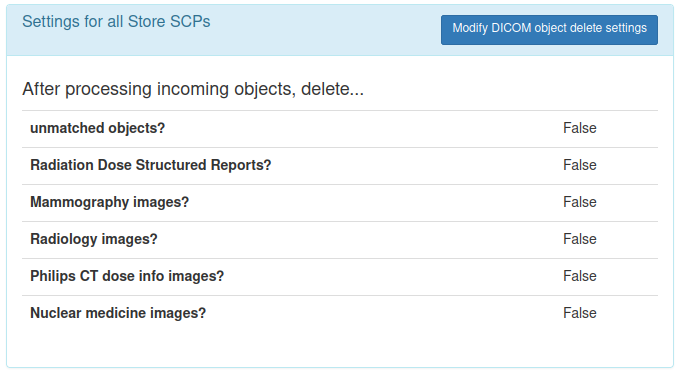 Settings for all Store SCPs
Modify DICOM object delete settings
After processing incoming objects, delete...
unmatched objects? False
Radiation Dose Structured Reports? False
Mammography images? False
Radiology images? False
Philips CT dose info images? False
Nuclear medicine images? False